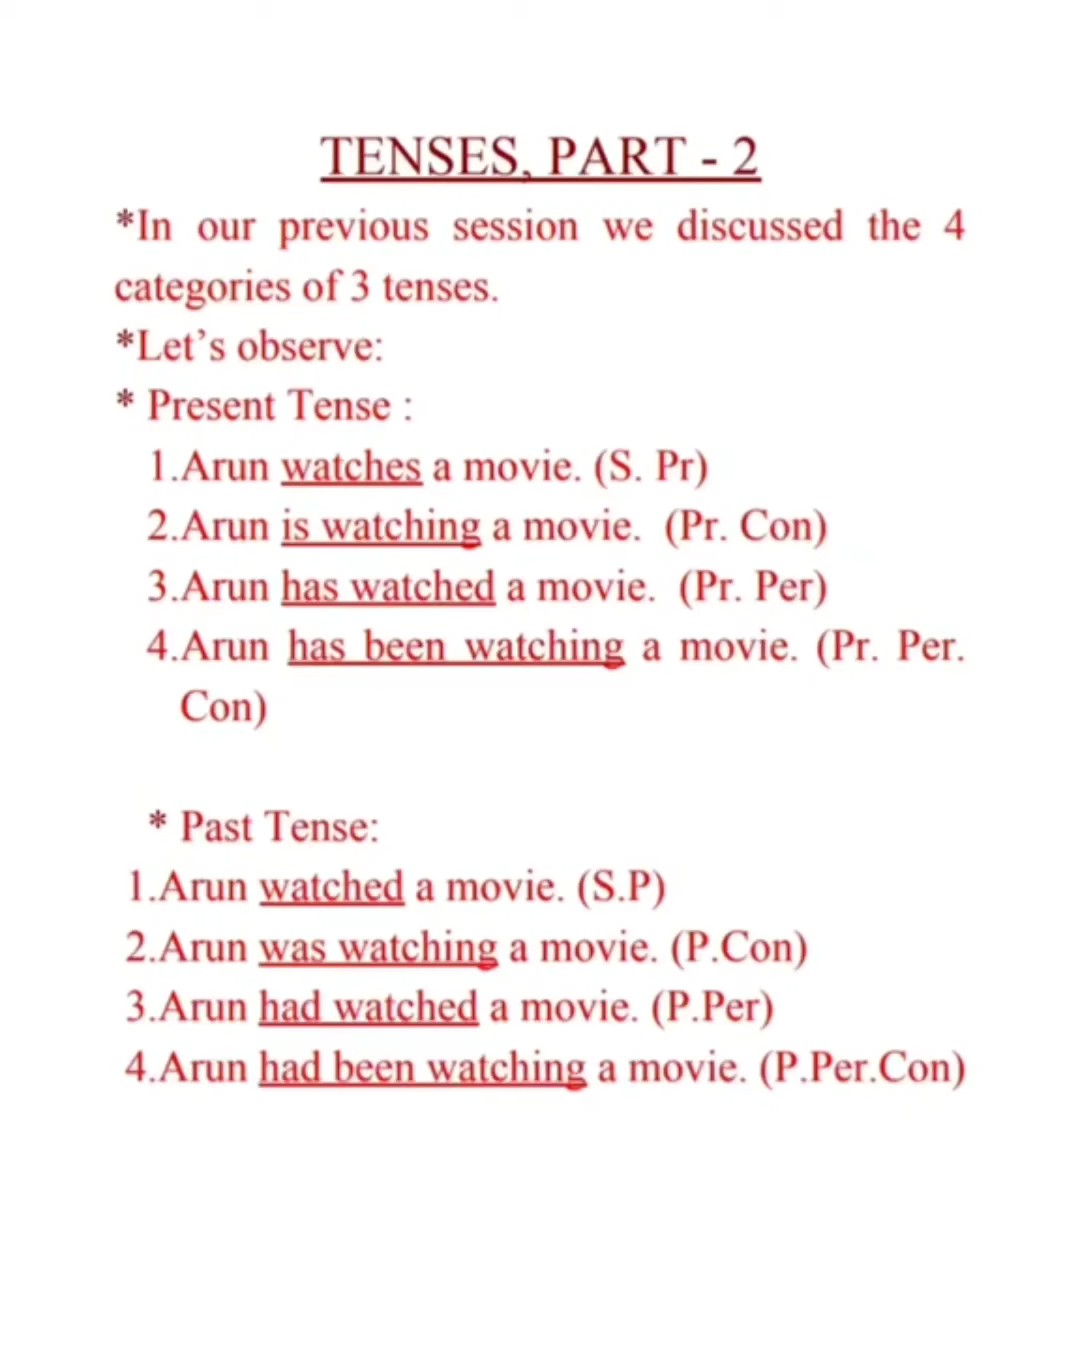 TENSES, PART - 2
*In our previous session we discussed the 4
categories of 3 tenses.
*Let’s observe:
* Present Tense :
1.Arun watches a movie. (S. Pr)
2.Arun is watching a movie. (Pr. Con)
3.Arun has watched a movie. (Pr. Per)
4.Arun has been watching a movie. (Pr. Per.
Con)
* Past Tense:
1.Arun watched a movie. (S.P)
2.Arun was watching a movie. (P.Con)
3.Arun had watched a movie. (P.Per)
4.Arun had been watching a movie. (P.Per.Con)